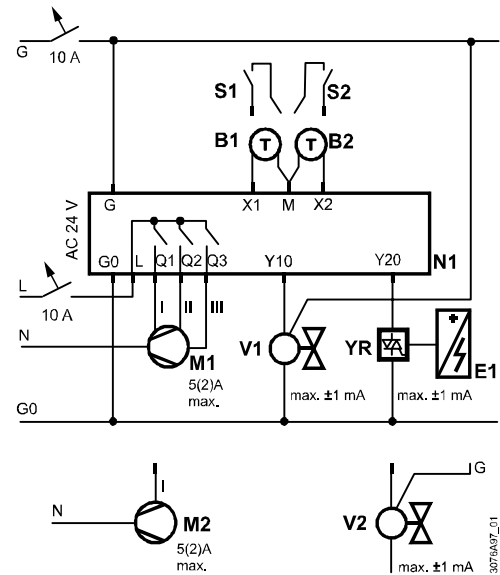 G
10 A
S1
S2
B1
T
T
B2
AC 24 V
G
X1
M
X2
G0
L
Q1
Q2
Q3
Y10
Y20
N1
L
10 A
I
II
III
N
M1
5(2)A
max.
V1
max. ±1 mA
YR
max. ±1 mA
E1
G0
I
N
M2
5(2)A
max.
G
V2
max. ±1 mA
3076A97_01